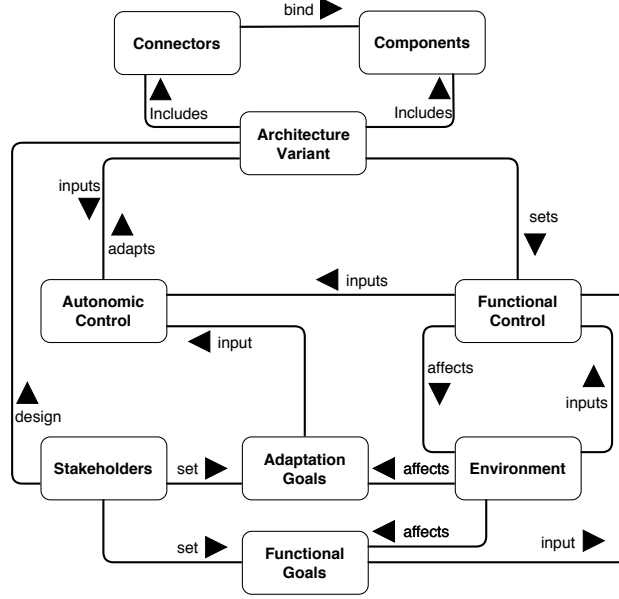 bind
Connectors
Components
Includes
Includes
Architecture
Variant
inputs
adapts
sets
inputs
Autonomic
Control
Functional
Control
input
affects
inputs
design
Stakeholders
set
Adaptation
Goals
affects
Environment
affects
set
Functional
Goals
input